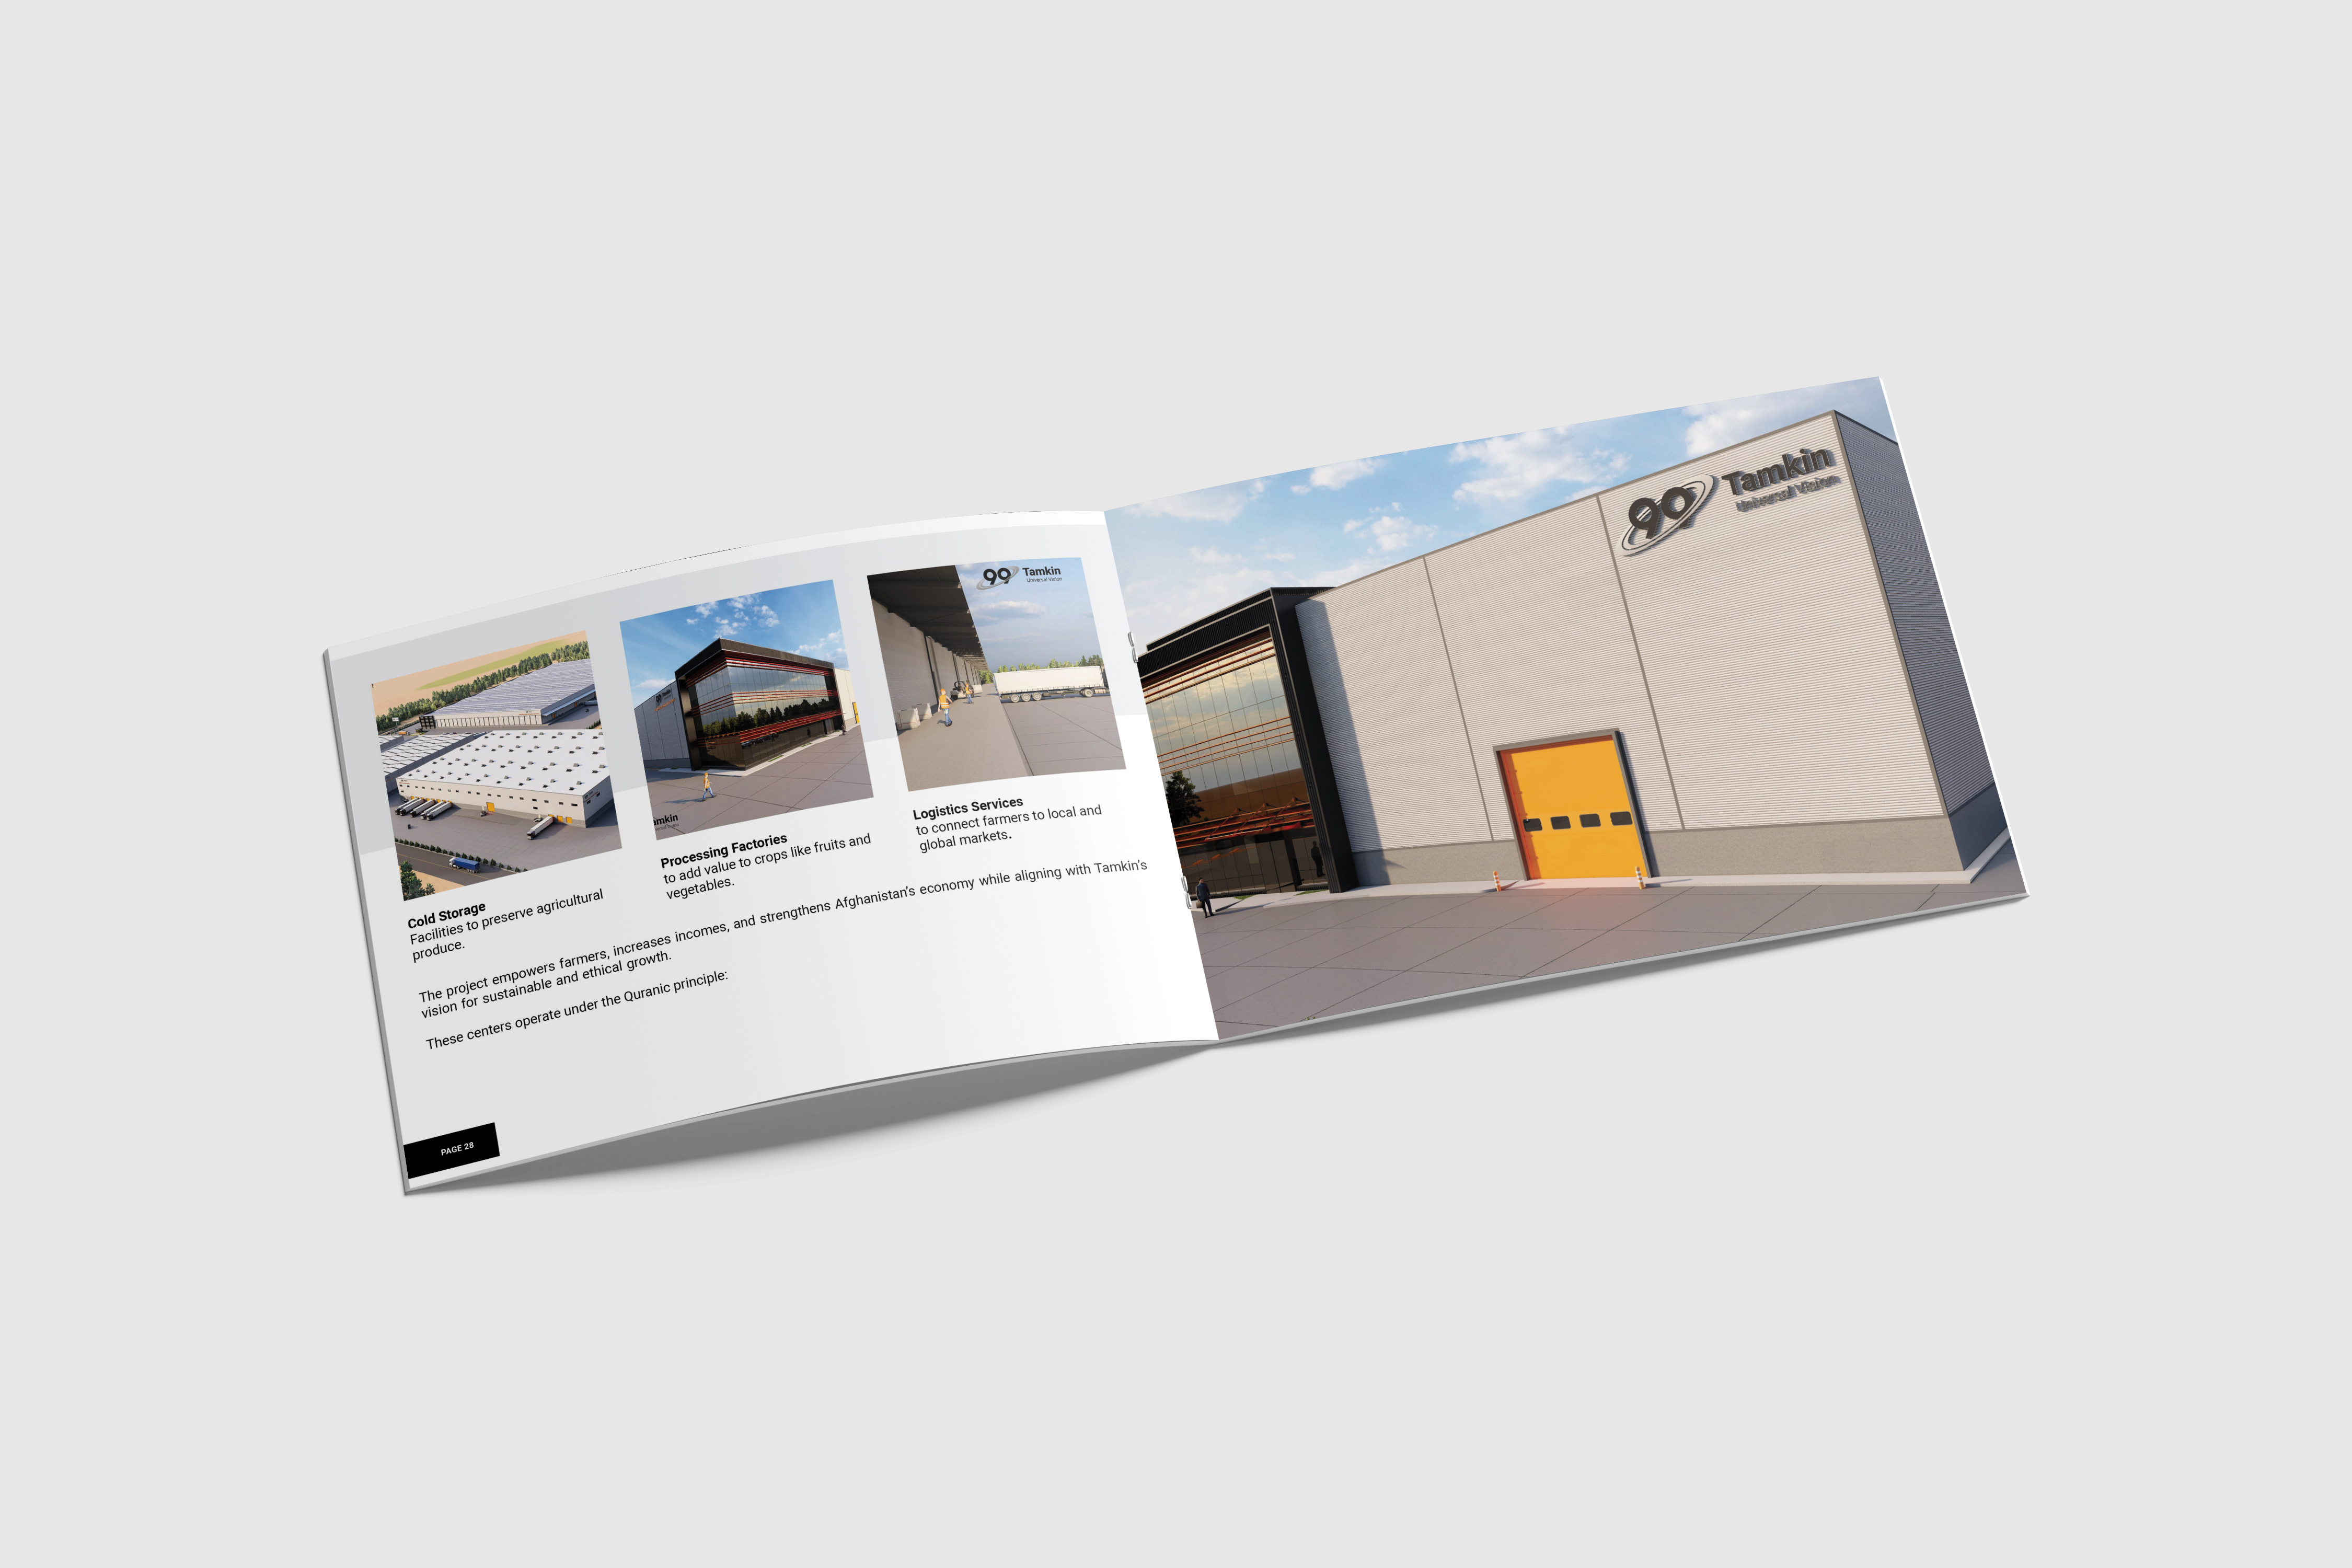 Cold Storage
Facilities to preserve agricultural
produce.
amkin
Processing Factories
to add value to crops like fruits and
vegetables.
99 Tamkin
Universal Vision
Logistics Services
to connect farmers to local and
global markets.
The project empowers farmers, increases incomes, and strengthens Afghanistan's economy while aligning with Tamkin's
vision for sustainable and ethical growth.
These centers operate under the Quranic principle:
PAGE 28
99 Tamkin
Universal Vision